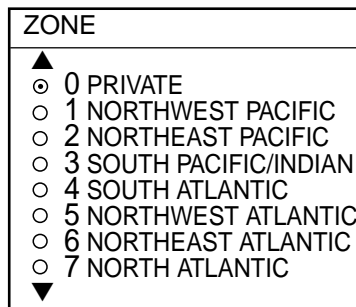 ZONE
0 PRIVATE
1 NORTHWEST PACIFIC
2 NORTHEAST PACIFIC
3 SOUTH PACIFIC/INDIAN
4 SOUTH ATLANTIC
5 NORTHWEST ATLANTIC
6 NORTHEAST ATLANTIC
7 NORTH ATLANTIC